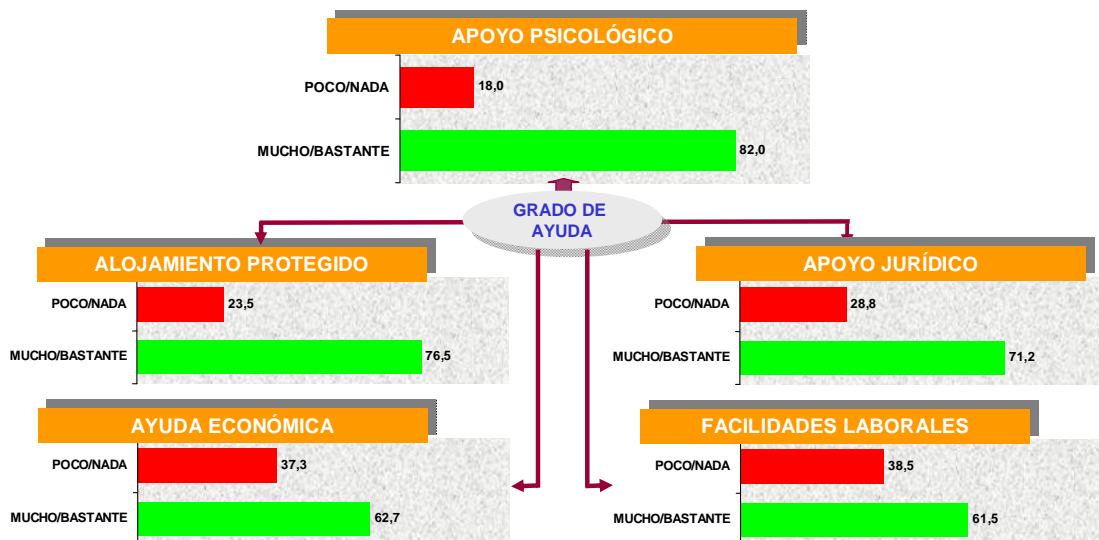 APOYO PSICOLÓGICO
POCO/NADA
18,0
MUCHO/BASTANTE
82,0
GRADO DE
AYUDA
ALOJAMIENTO PROTEGIDO
POCO/NADA
23,5
MUCHO/BASTANTE
76,5
APOYO JURÍDICO
POCO/NADA
28,8
MUCHO/BASTANTE
71,2
AYUDA ECONÓMICA
POCO/NADA
37,3
MUCHO/BASTANTE
62,7
FACILIDADES LABORALES
POCO/NADA
38,5
MUCHO/BASTANTE
61,5